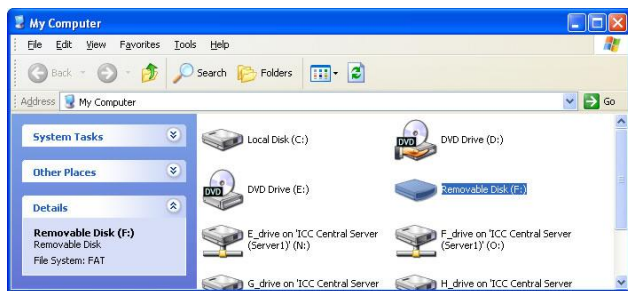 My Computer
File Edit View Favorites Tools Help
Back Search Folders
Address My Computer Go
System Tasks
Other Places
Details
Removable Disk (F:)
Removable Disk
File System: FAT
Local Disk (C:)
DVD Drive (D:)
DVD
DVD Drive (E:)
DVD
Removable Disk (F:)
E_drive on 'ICC Central Server
(Server1)' (N:)
F_drive on 'ICC Central Server
(Server1)' (O:)
G_drive on 'ICC Central Server
H_drive on 'ICC Central Server